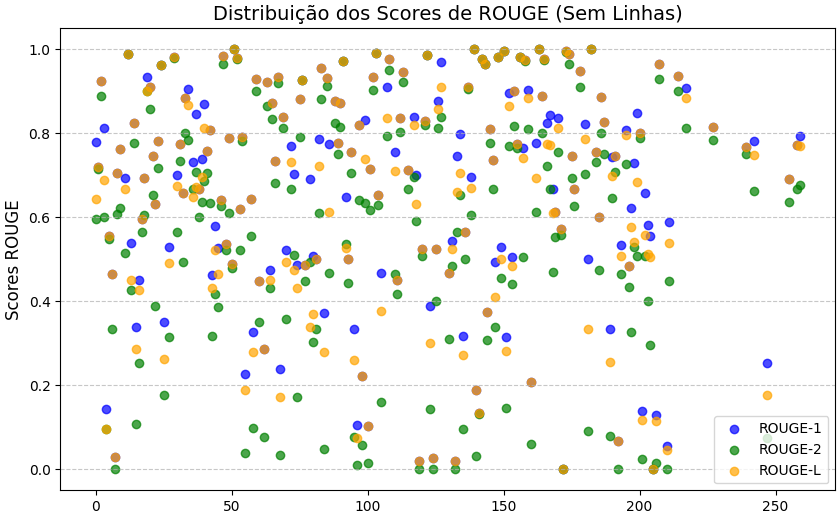 Distribuição dos Scores de ROUGE (Sem Linhas)
Scores ROUGE
1.0
0.8
0.6
0.4
0.2
0.0
0
50
100
150
200
250
ROUGE-1
ROUGE-2
ROUGE-L